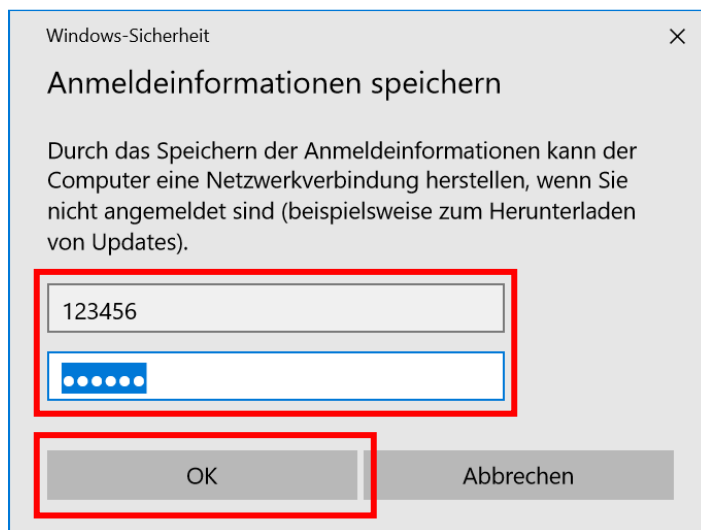 Windows-Sicherheit
Anmeldeinformationen speichern
Durch das Speichern der Anmeldeinformationen kann der
Computer eine Netzwerkverbindung herstellen, wenn Sie
nicht angemeldet sind (beispielsweise zum Herunterladen
von Updates).
123456
••••••
OK Abbrechen